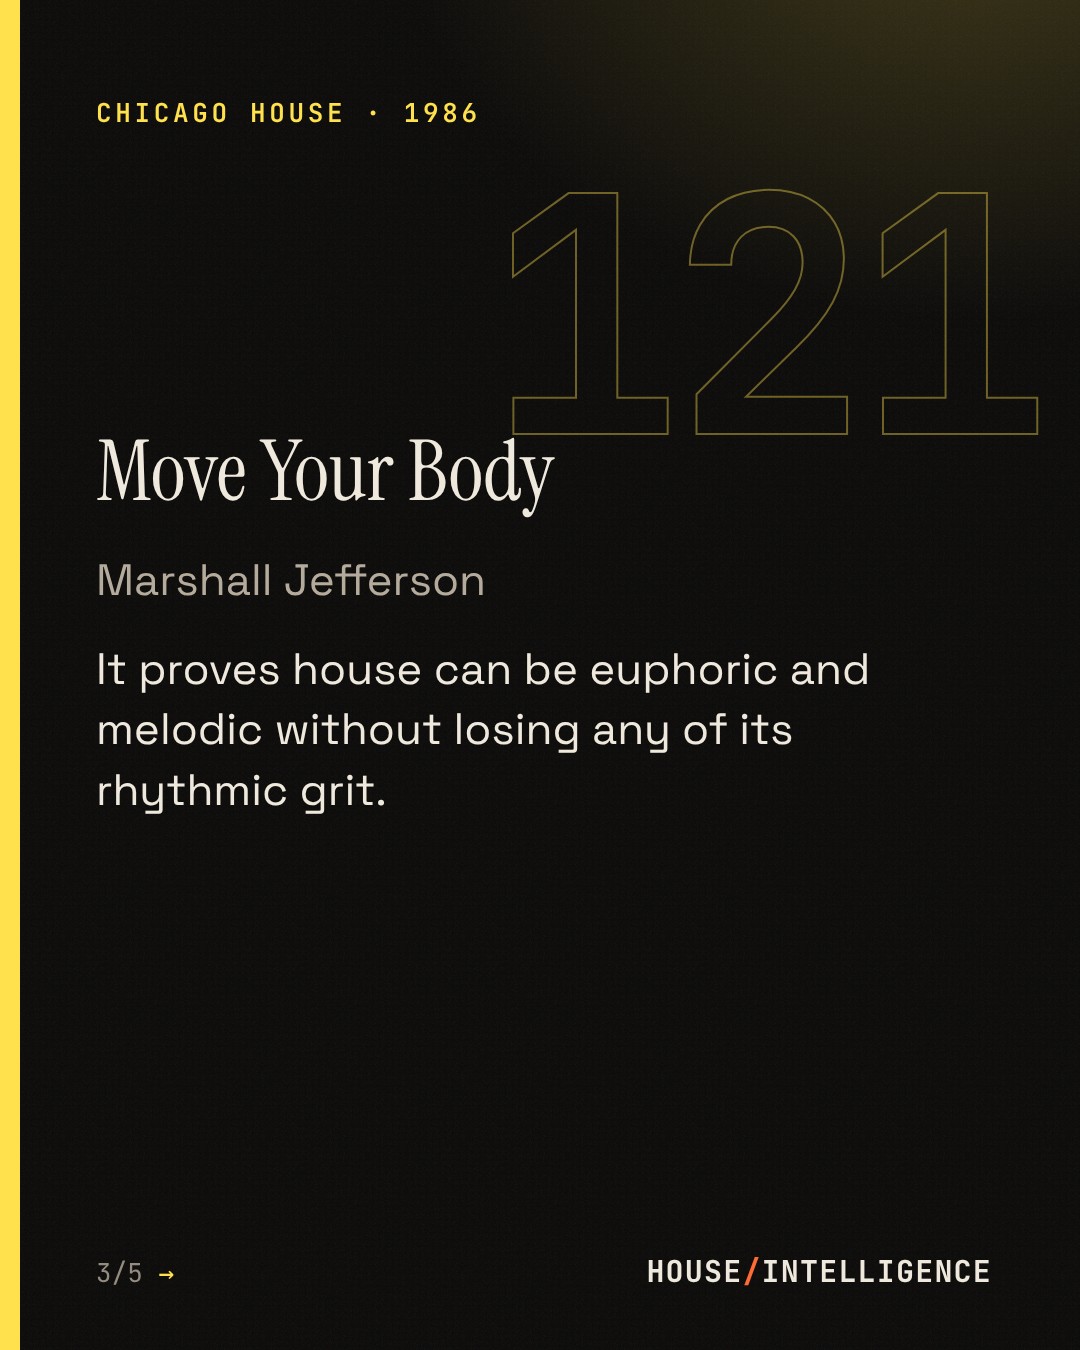 CHICAGO HOUSE · 1986
121
Move Your Body
Marshall Jefferson
It proves house can be euphoric and
melodic without losing any of its
rhythmic grit.
3/5 →
HOUSE/INTELLIGENCE